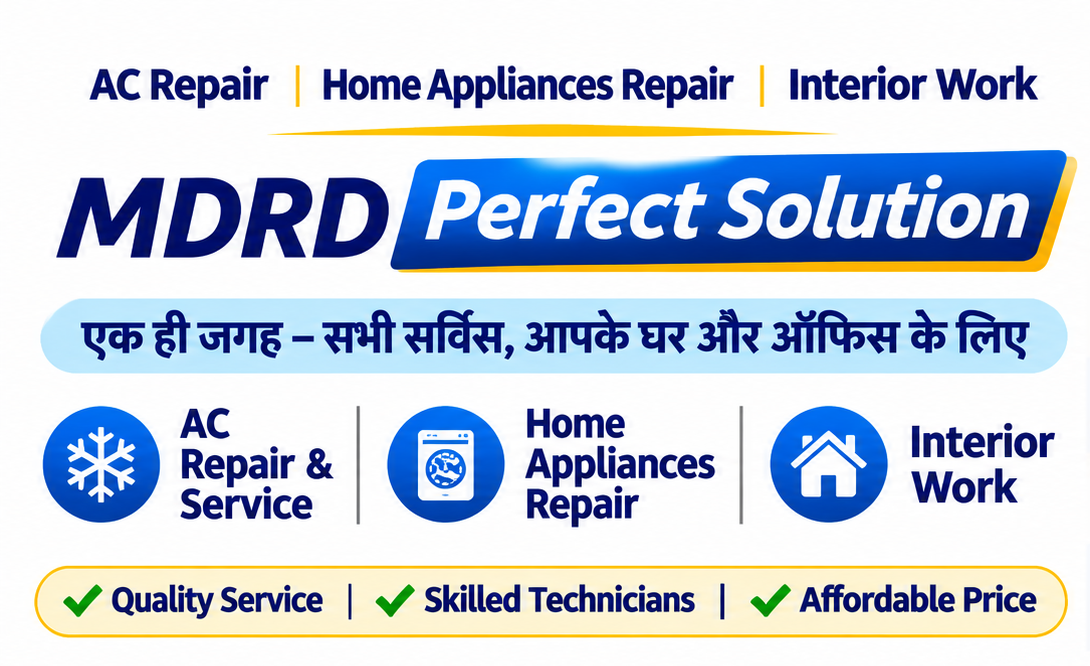 AC Repair | Home Appliances Repair | Interior Work
MDRD Perfect Solution
एक ही जगह – सभी सर्विस, आपके घर और ऑफिस के लिए
AC
Repair &
Service
Home
Appliances
Repair
Interior
Work
✓ Quality Service | ✓ Skilled Technicians | ✓ Affordable Price